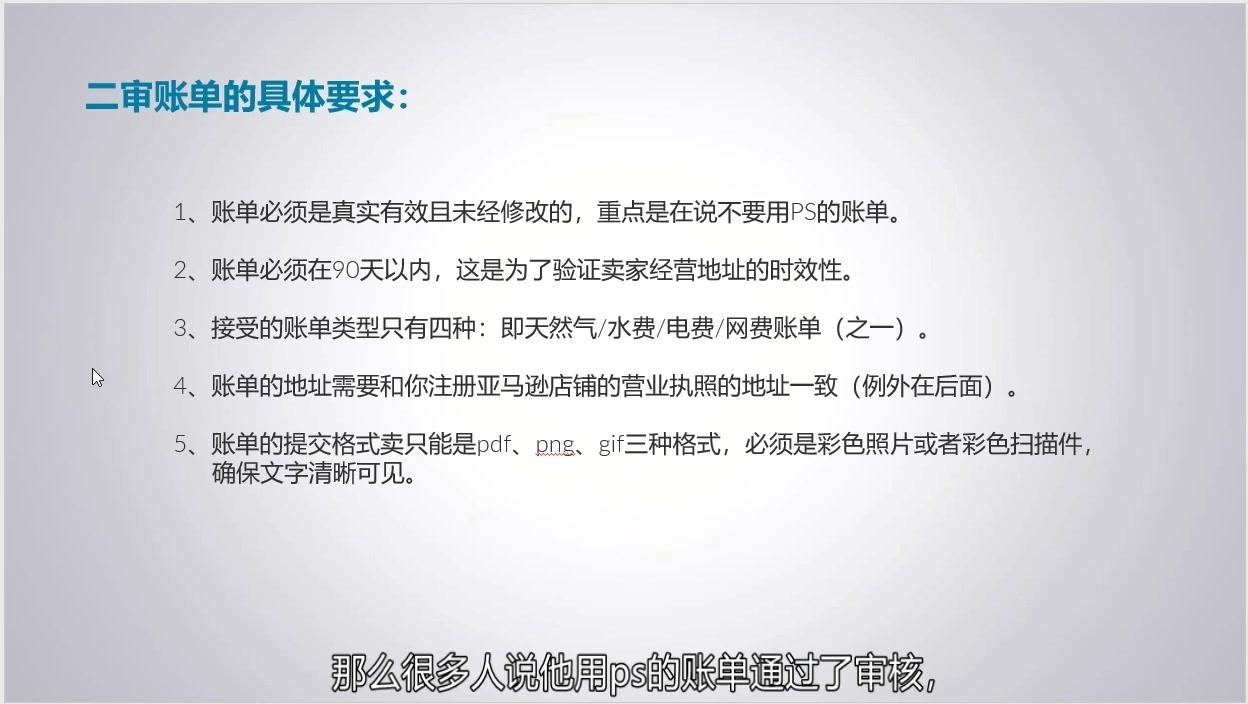 二审账单的具体要求：
1、账单必须是真实有效且未经修改的，重点是在说不要用PS的账单。
2、账单必须在90天以内，这是为了验证卖家经营地址的时效性。
3、接受的账单类型只有四种：即天然气/水费/电费/网费账单（之一）。
4、账单的地址需要和你注册亚马逊店铺的营业执照的地址一致（例外在后面）。
5、账单的提交格式卖只能是pdf、png、gif三种格式，必须是彩色照片或者彩色扫描件，
确保文字清晰可见。
那么很多人说他用ps的账单通过了审核，